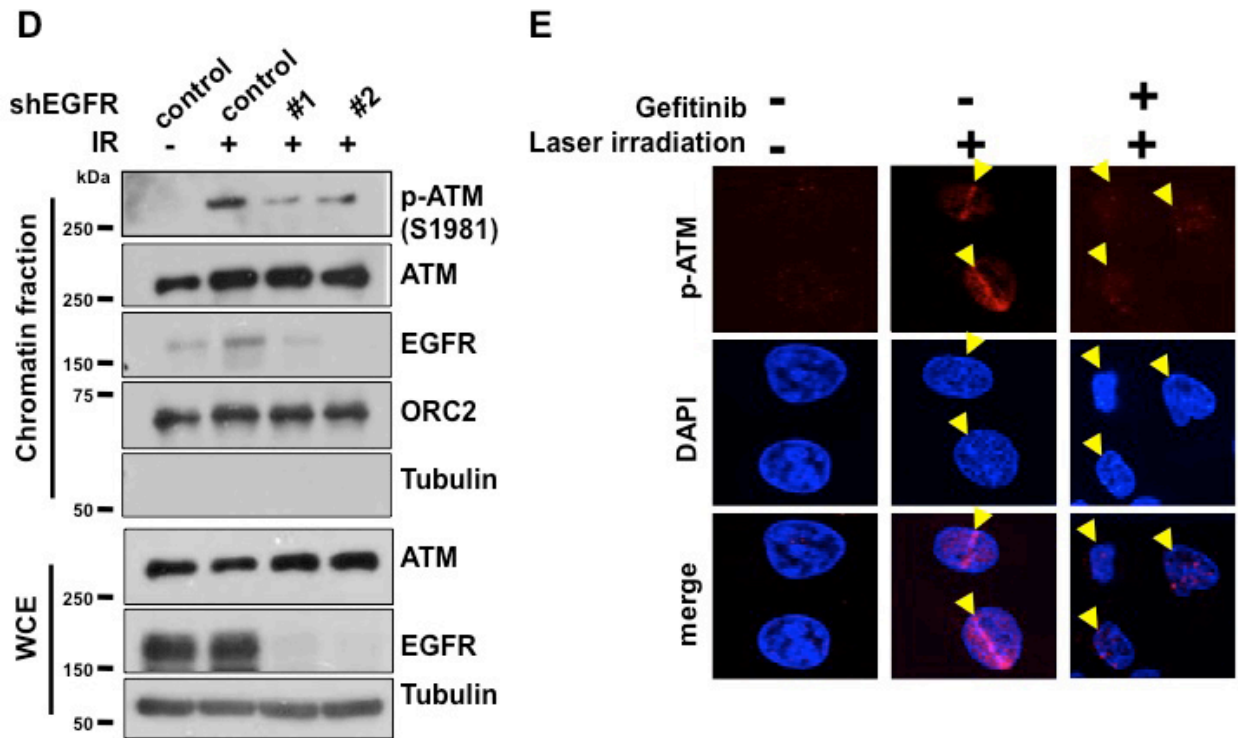 D
shEGFR control control #1 #2
IR - + + +
kDa
Chromatin fraction
p-ATM
(S1981)
250
ATM
250
EGFR
150
75
ORC2
Tubulin
50
WCE
ATM
250
EGFR
150
Tubulin
50
E
Gefitinib - - +
Laser irradiation - + +
p-ATM
DAPI
merge